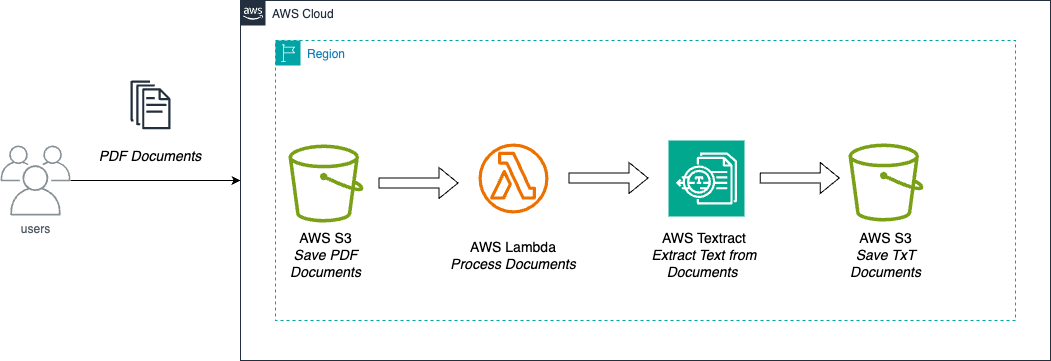 aws
AWS Cloud
Region
PDF Documents
users
AWS S3
Save PDF
Documents
AWS Lambda
Process Documents
AWS Textract
Extract Text from
Documents
AWS S3
Save TxT
Documents